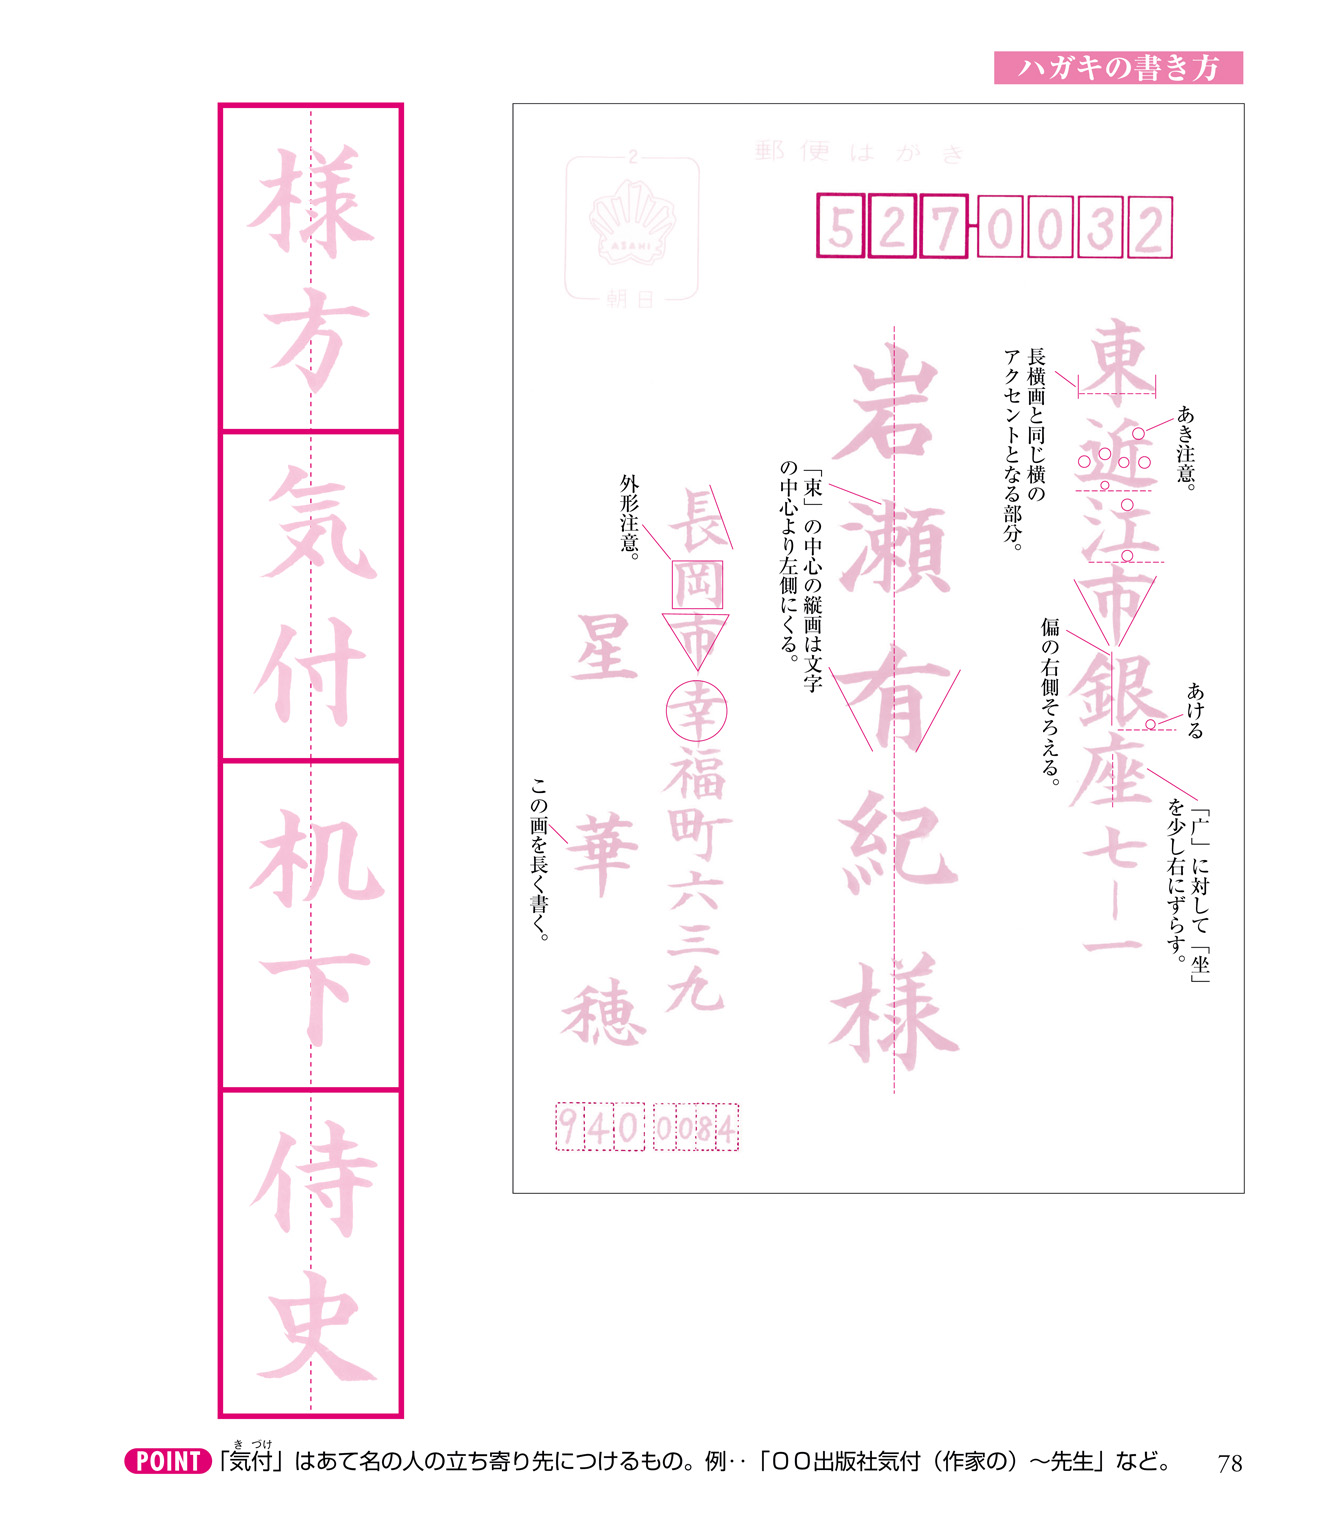 ハガキの書き方
郵便はがき
2
ASAHI
朝日
527-0032
東近江市銀座七ー一
あき注意。
長横画と同じ横の
アクセントとなる部分。
あける
偏の右側そろえる。
「广」に対して「坐」
を少し右にずらす。
岩瀬有紀様
「束」の中心の縦画は文字
の中心より左側にくる。
長岡市幸福町六三九
外形注意。
星華穂
この画を長く書く。
940 0084
様方
気付
机下
侍史
POINT 「気付」はあて名の人の立ち寄り先につけるもの。例‥「〇〇出版社気付（作家の）～先生」など。
きづけ
78